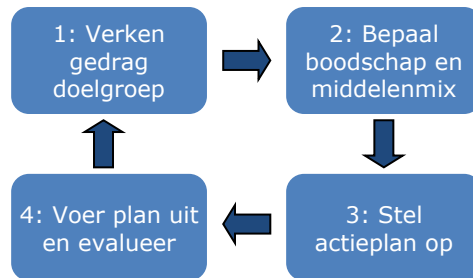 1: Verken
gedrag
doelgroep
2: Bepaal
boodschap en
middelenmix
3: Stel
actieplan op
4: Voer plan uit
en evalueer